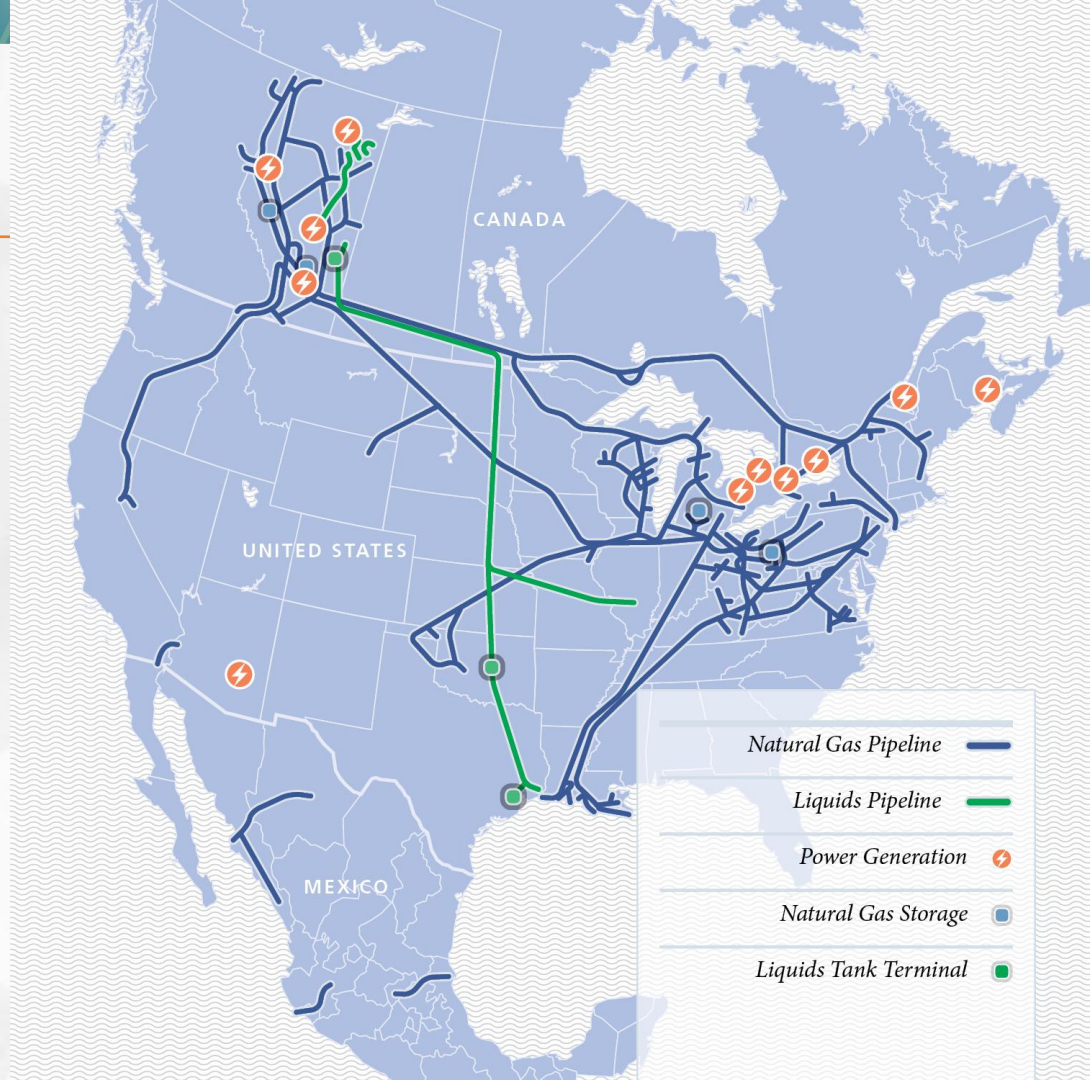 CANADA
UNITED STATES
MEXICO
Natural Gas Pipeline
Liquids Pipeline
Power Generation
Natural Gas Storage
Liquids Tank Terminal